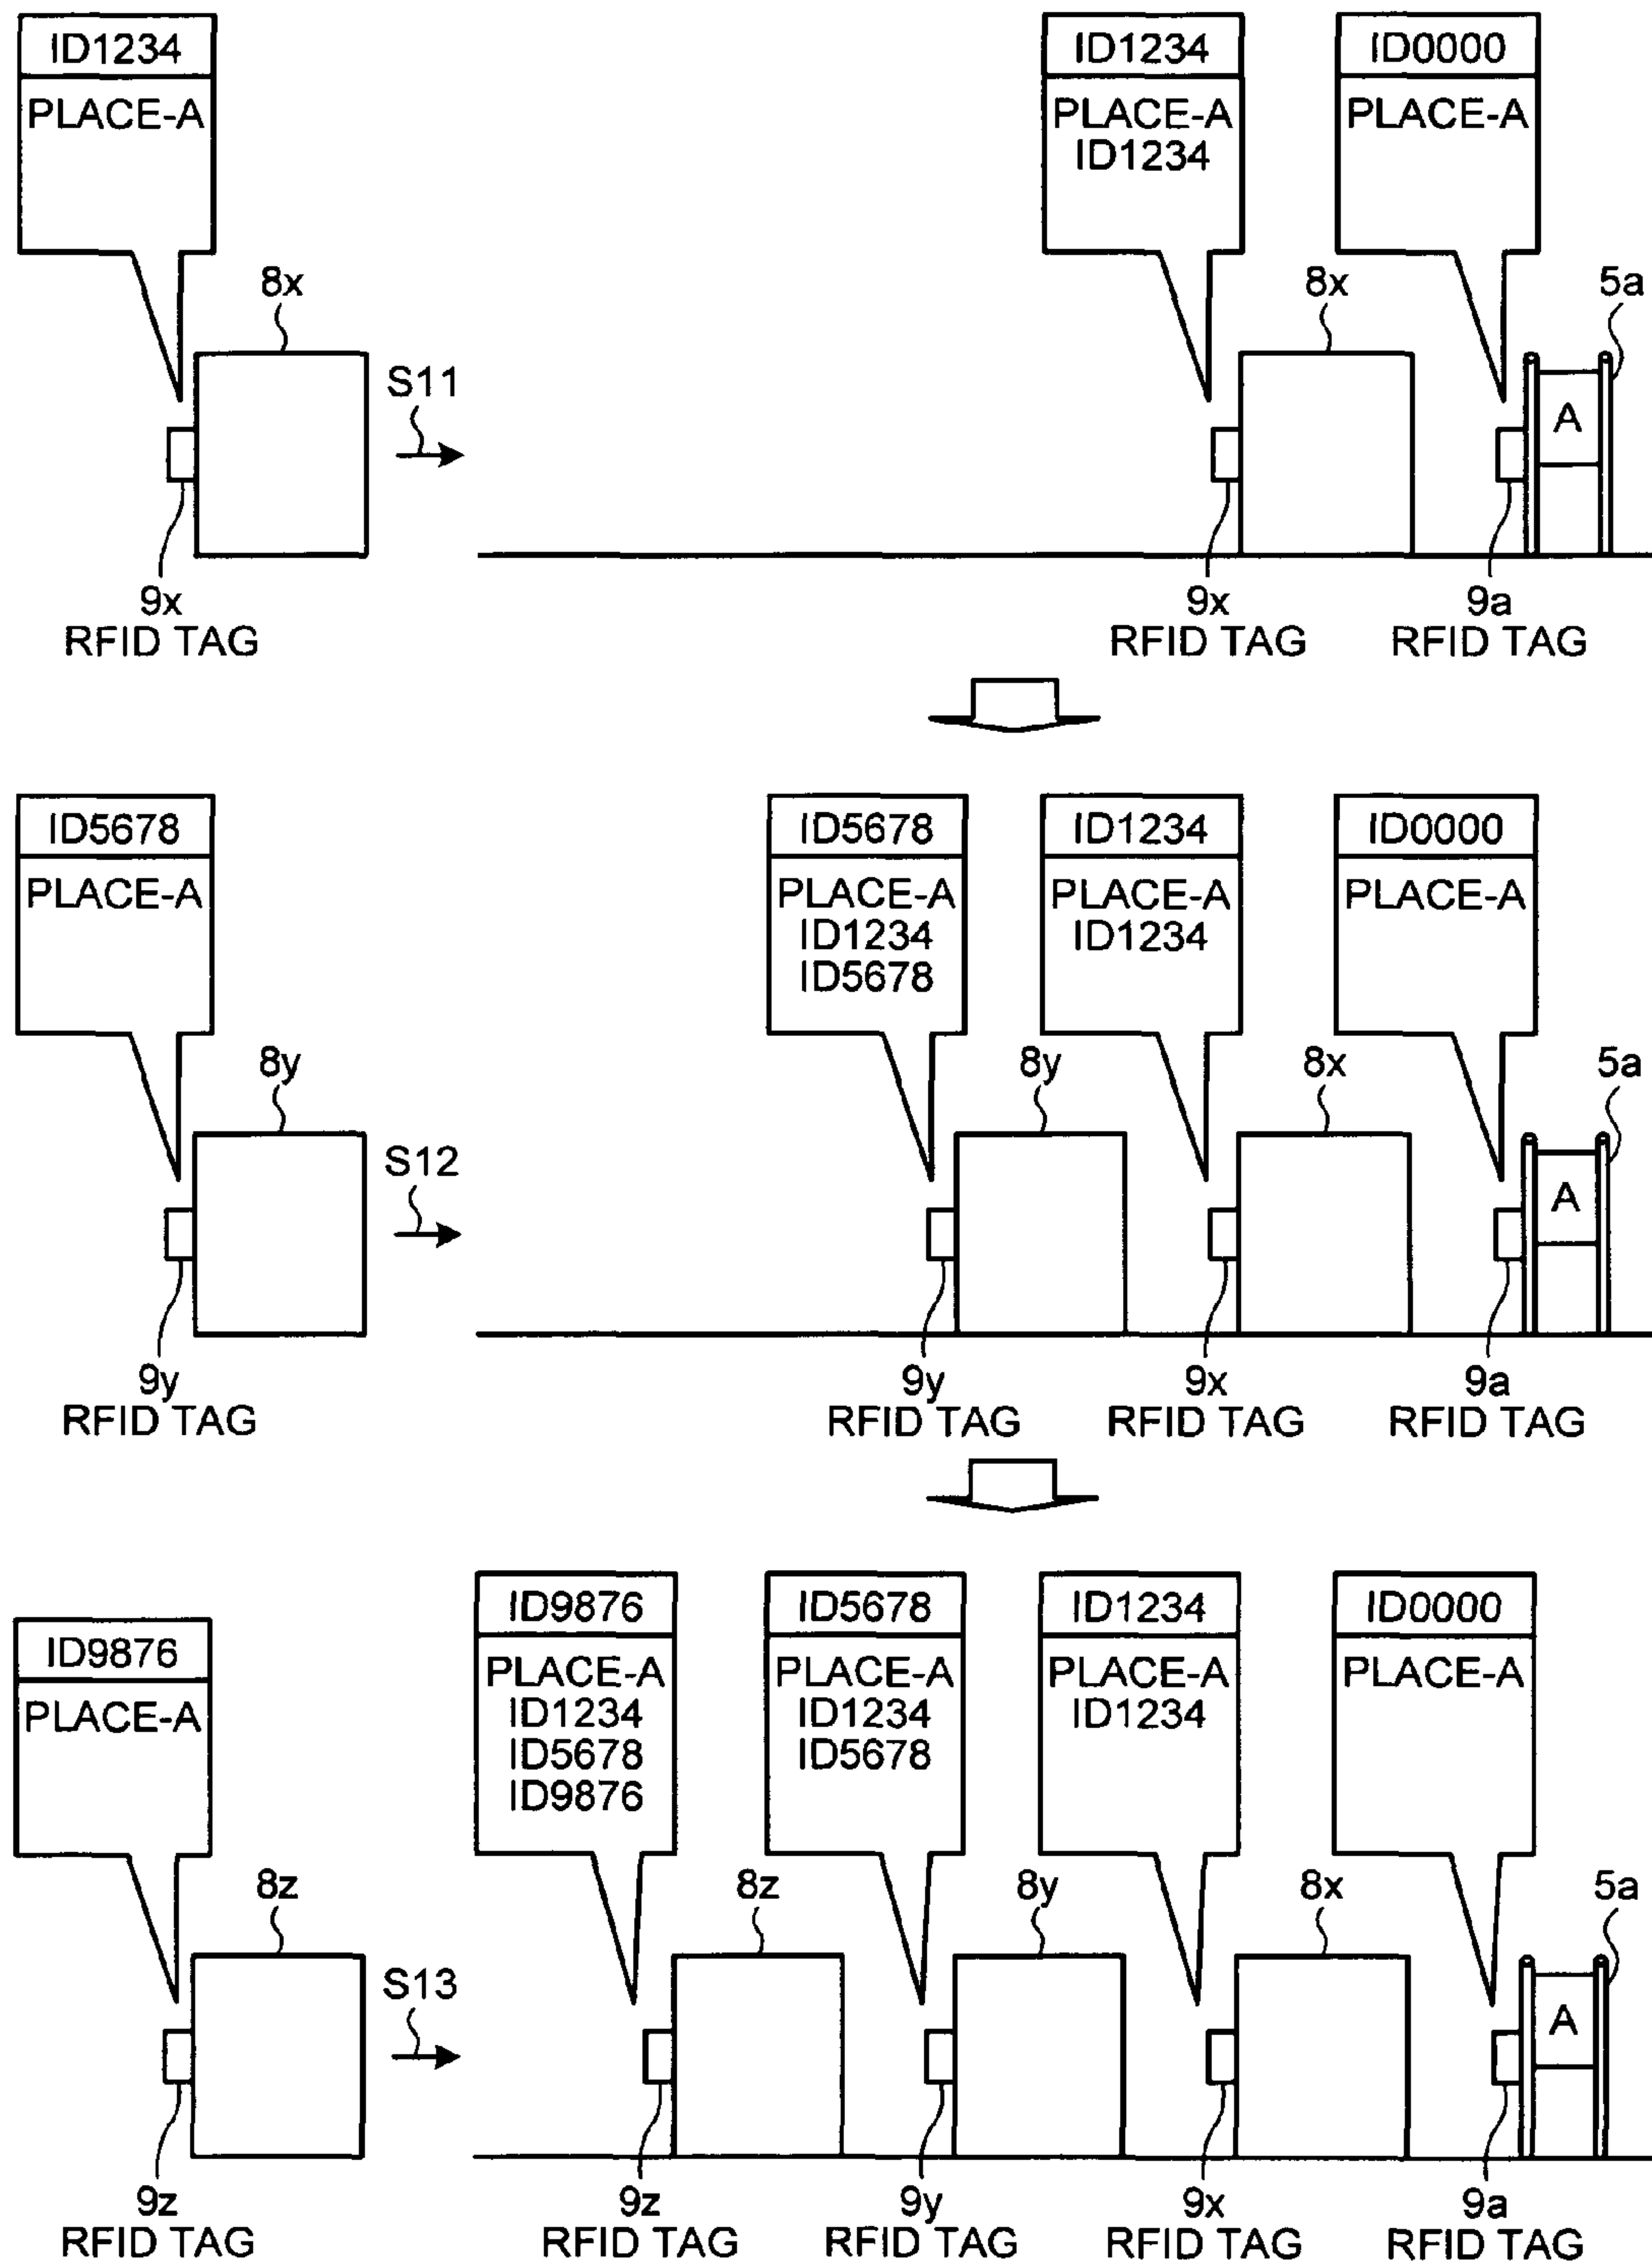 ID1234
PLACE-A
ID1234
PLACE-A
ID1234
ID0000
PLACE-A
8x
8x
5a
S11
A
9x
RFID TAG
9x
RFID TAG
9a
RFID TAG
ID5678
PLACE-A
ID5678
PLACE-A
ID1234
ID5678
ID1234
PLACE-A
ID1234
ID0000
PLACE-A
8y
8y
8x
5a
S12
A
9y
RFID TAG
9y
RFID TAG
9x
RFID TAG
9a
RFID TAG
ID9876
PLACE-A
ID9876
PLACE-A
ID1234
ID5678
ID9876
ID5678
PLACE-A
ID1234
ID5678
ID1234
PLACE-A
ID1234
ID0000
PLACE-A
8z
8z
8y
8x
5a
S13
A
9z
RFID TAG
9z
RFID TAG
9y
RFID TAG
9x
RFID TAG
9a
RFID TAG